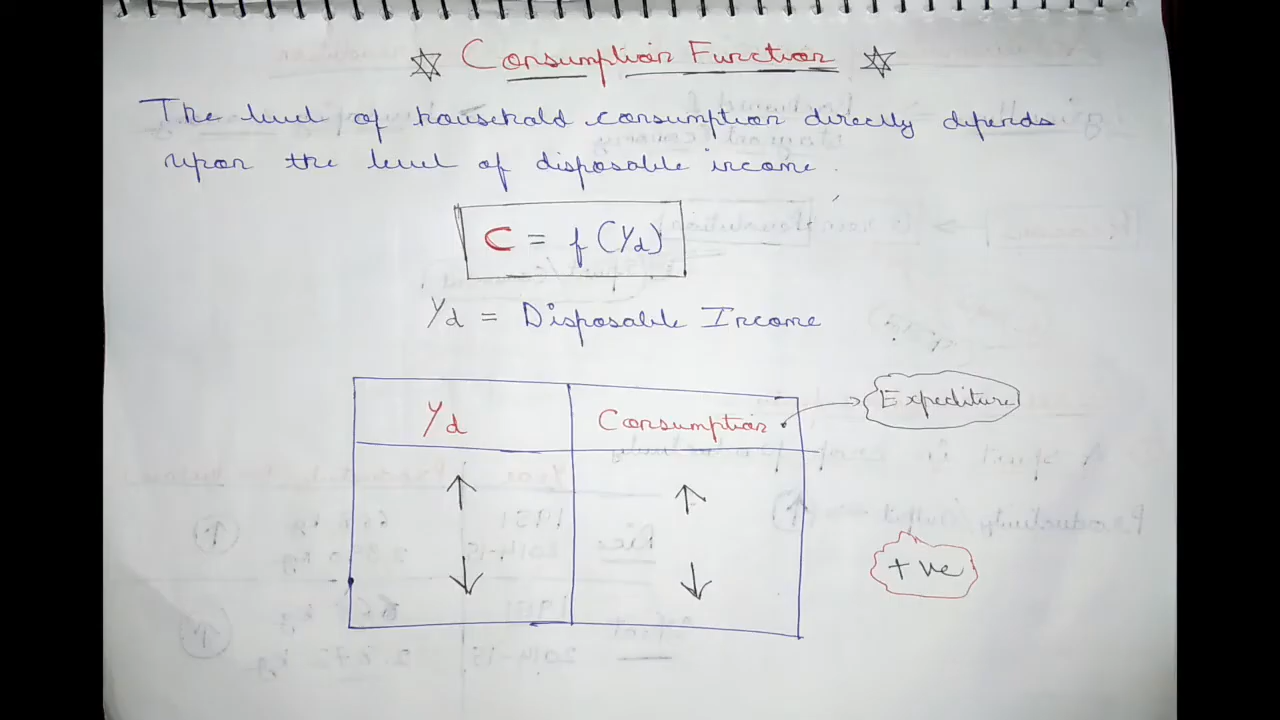 Consumption Function
The level of household consumption directly depends
upon the level of disposable income.
C = f (Yd)
Yd = Disposable Income
Yd
Consumption
Expediture
↑ ↑
↓ ↓
+ve